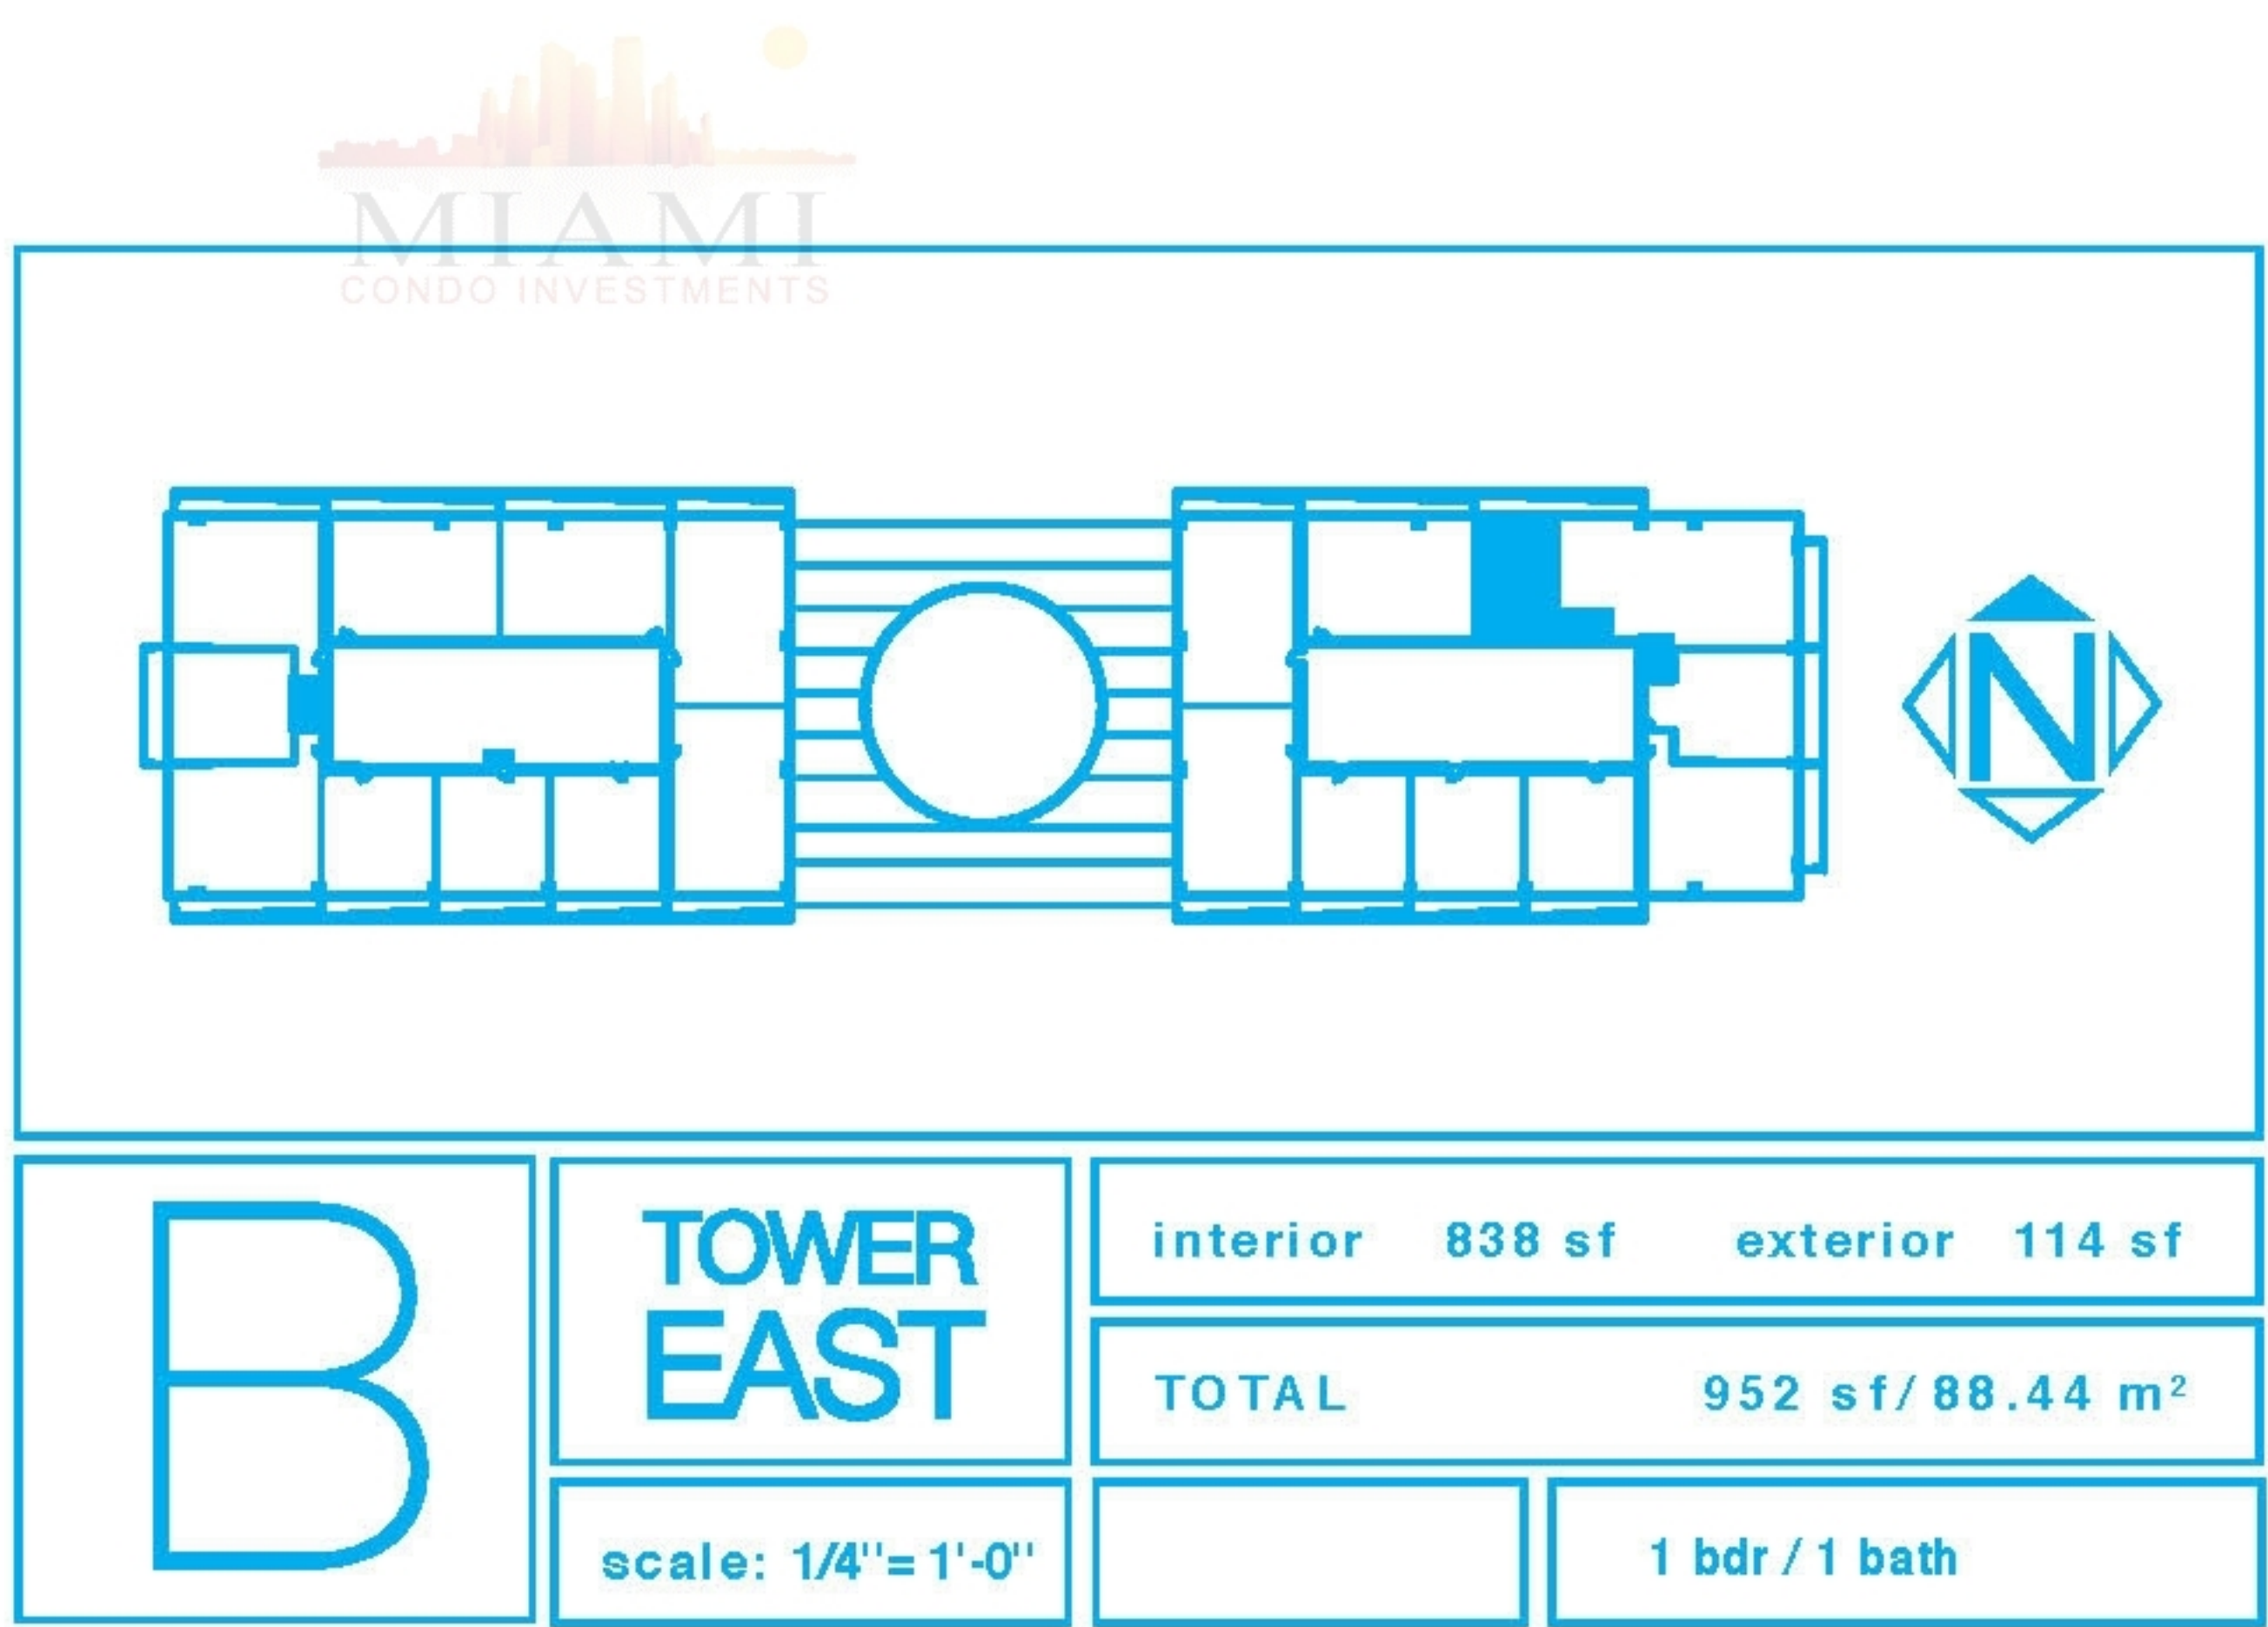 MIAMI
CONDO INVESTMENTS
N
B
TOWER
EAST
scale: 1/4''= 1'-0''
interior 838 sf exterior 114 sf
TOTAL 952 sf/88.44 m²
1 bdr / 1 bath